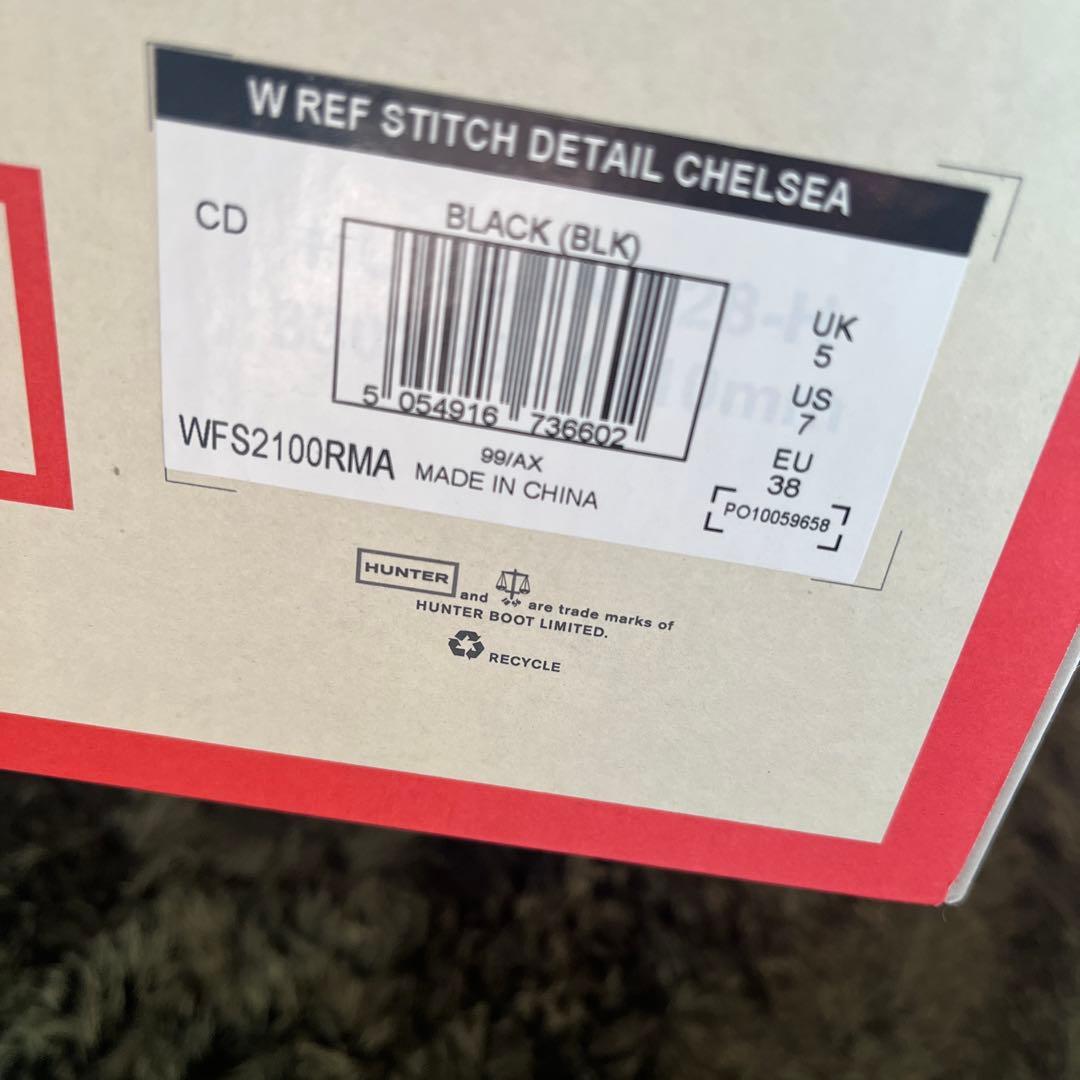 W REF STITCH DETAIL CHELSEA
CD
BLACK (BLK)
5 054916 736602
UK
5
US
7
EU
38
WFS2100RMA
99/AX
MADE IN CHINA
PO10059658
HUNTER and are trade marks of
HUNTER BOOT LIMITED.
RECYCLE